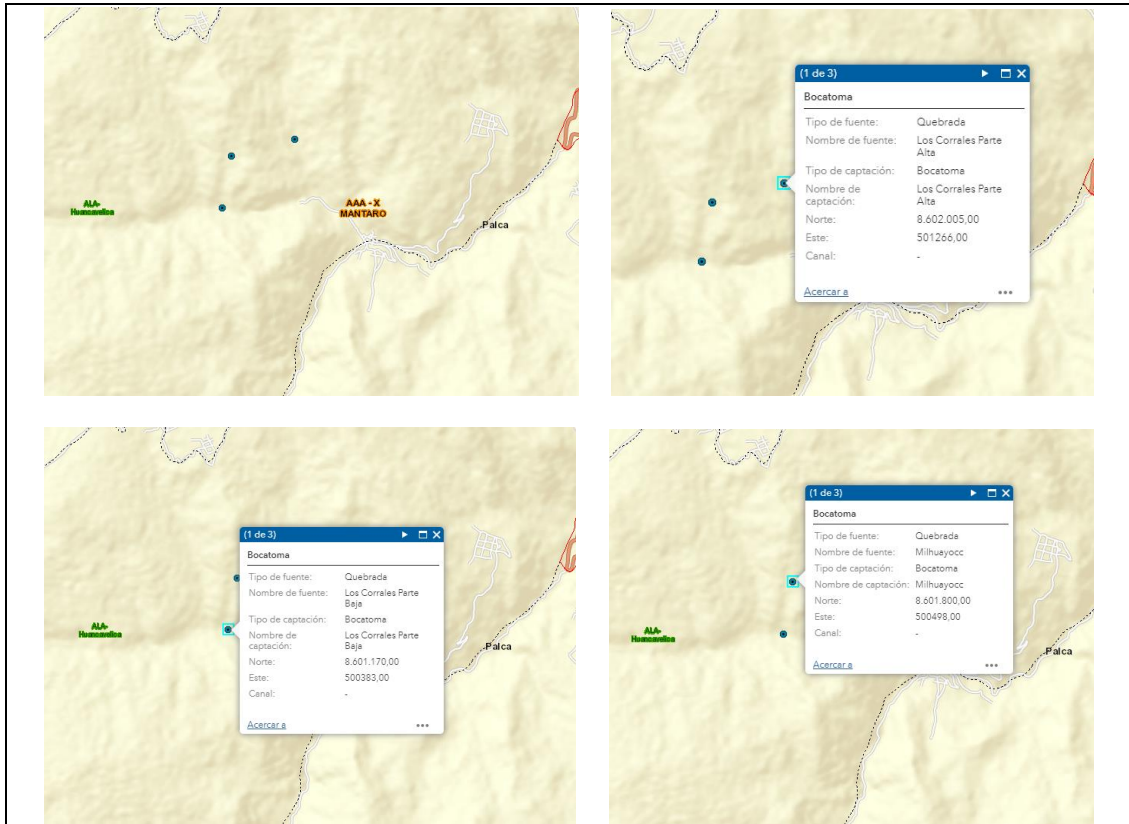 ALA-
Huancavelica
AAA - X
MANTARO
Palca
(1 de 3)
Bocatoma
Tipo de fuente: Quebrada
Nombre de fuente: Los Corrales Parte
Alta
Tipo de captación: Bocatoma
Nombre de Los Corrales Parte
captación: Alta
Norte: 8.602.005,00
Este: 501266,00
Canal: -
Acercar a
ALA-
Huancavelica
Palca
(1 de 3)
Bocatoma
Tipo de fuente: Quebrada
Nombre de fuente: Los Corrales Parte
Baja
Tipo de captación: Bocatoma
Nombre de Los Corrales Parte
captación: Baja
Norte: 8.601.170,00
Este: 500383,00
Canal: -
Acercar a
ALA-
Huancavelica
Palca
(1 de 3)
Bocatoma
Tipo de fuente: Quebrada
Nombre de fuente: Milhuayocc
Tipo de captación: Bocatoma
Nombre de captación: Milhuayocc
Norte: 8.601.800,00
Este: 500498,00
Canal: -
Acercar a